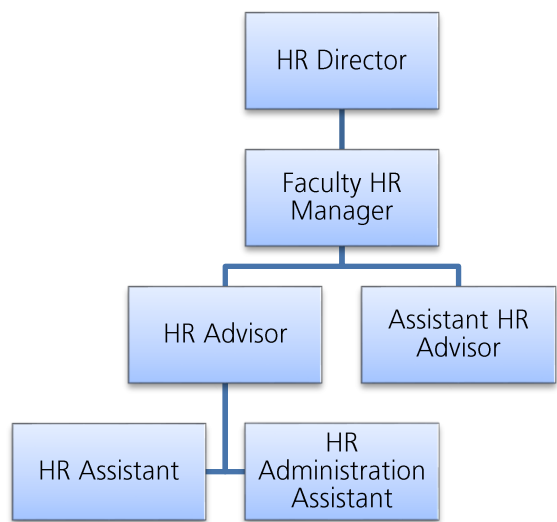 HR Director
Faculty HR
Manager
HR Advisor
Assistant HR
Advisor
HR Assistant
HR
Administration
Assistant